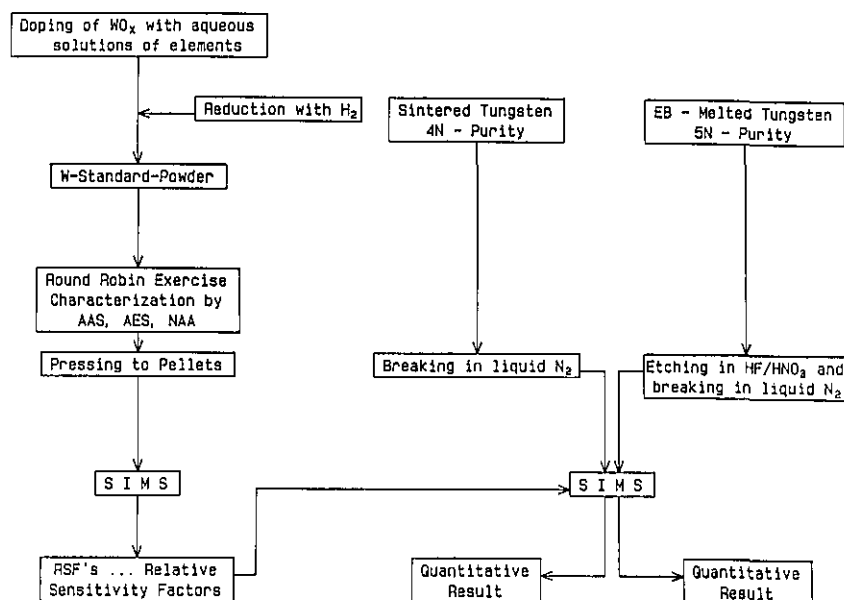 Doping of WOₓ with aqueous
solutions of elements
Reduction with H₂
W-Standard-Powder
Round Robin Exercise
Characterization by
AAS, AES, NAA
Pressing to Pellets
S I M S
RSF's ... Relative
Sensitivity Factors
Sintered Tungsten
4N - Purity
Breaking in liquid N₂
EB - Melted Tungsten
5N - Purity
Etching in HF/HNO₃ and
breaking in liquid N₂
S I M S
Quantitative
Result
Quantitative
Result